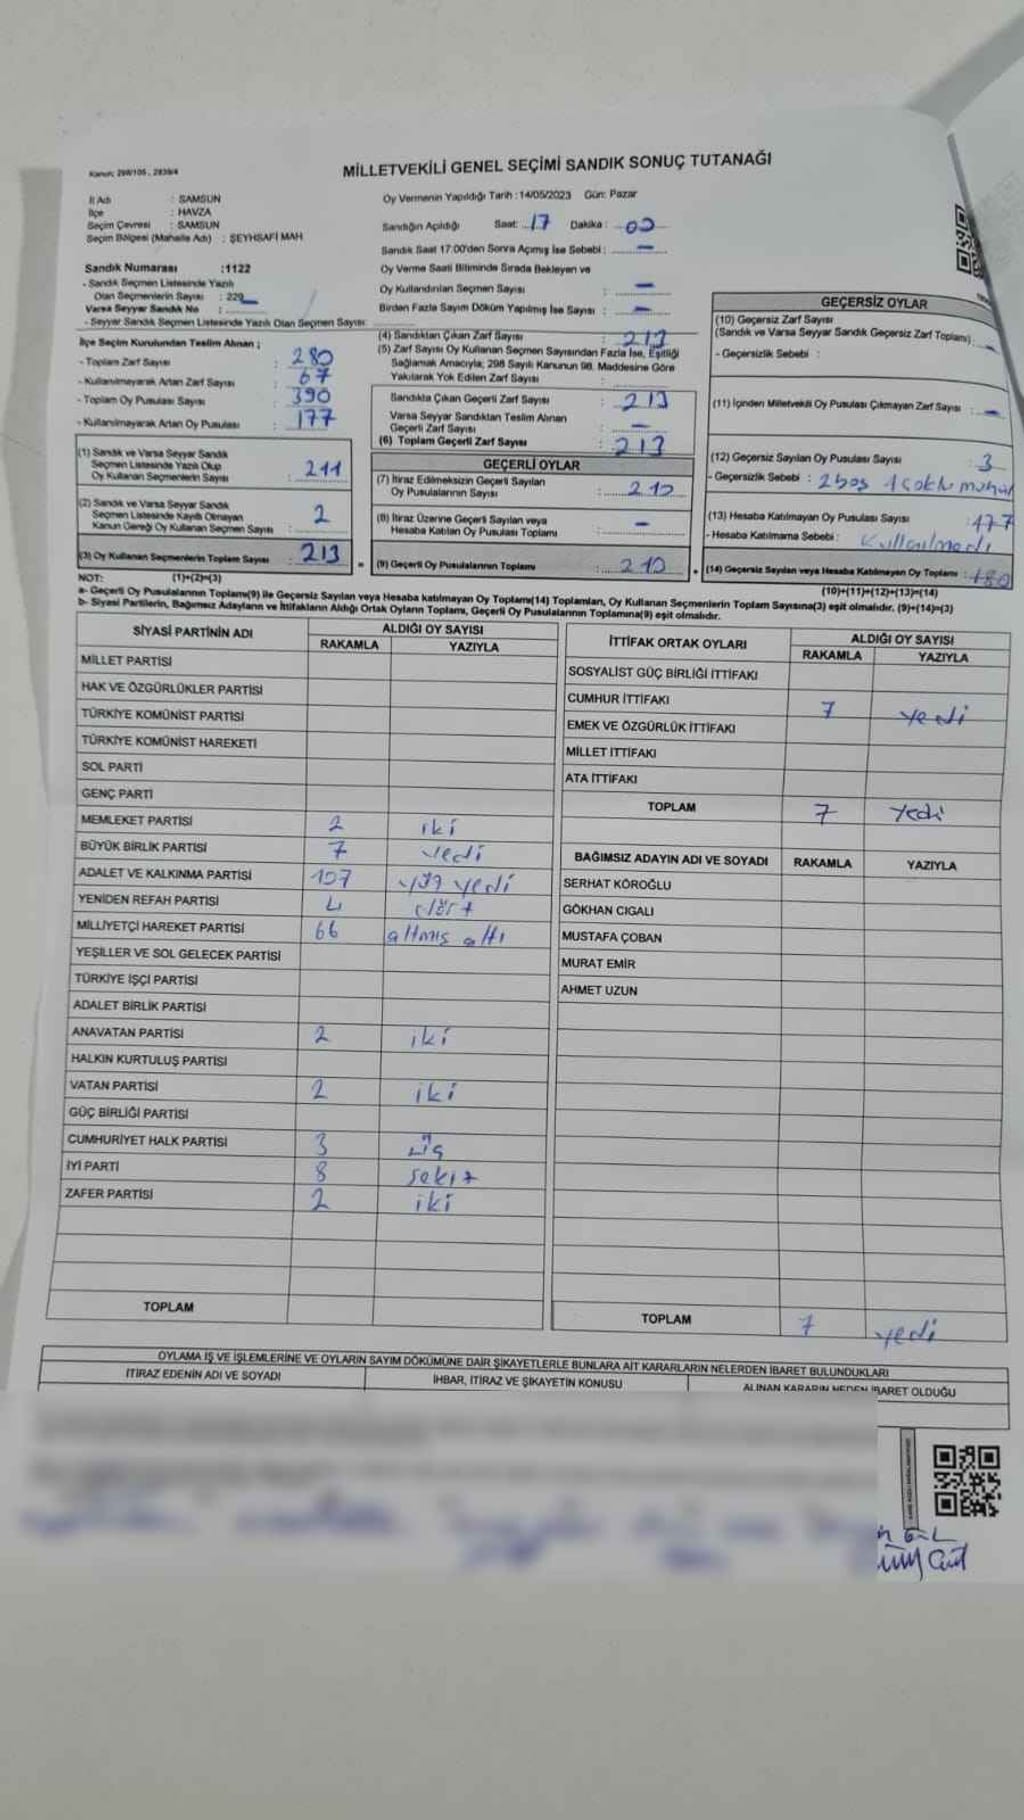 Kanun: 298/105, 2839/4
MİLLETVEKİLİ GENEL SEÇİMİ SANDIK SONUÇ TUTANAĞI
İl Adı : SAMSUN
İlçe : HAVZA
Seçim Çevresi : SAMSUN
Seçim Bölgesi (Mahalle Adı) : ŞEYHSAFİ MAH
Oy Vermenin Yapıldığı Tarih :14/05/2023 Gün: Pazar
Sandığın Açıldığı Saat: 17 Dakika: 00
Sandık Saat 17:00'den Sonra Açımış İse Sebebi : —
Sandık Numarası :1122
- Sandık Seçmen Listesinde Yazılı
Olan Seçmenlerin Sayısı : 229
Varsa Seyyar Sandık No :
- Seyyar Sandık Seçmen Listesinde Yazılı Olan Seçmen Sayısı
Oy Verme Saati Bitiminde Sırada Bekleyen ve
Oy Kullandırılan Seçmen Sayısı : —
Birden Fazla Sayım Döküm Yapılmış İse Sayısı : —
İlçe Seçim Kurulundan Teslim Alınan ;
- Toplam Zarf Sayısı : 280
- Kullanılmayarak Artan Zarf Sayısı : 67
- Toplam Oy Pusulası Sayısı : 390
- Kullanılmayarak Artan Oy Pusulası : 177
(1) Sandık ve Varsa Seyyar Sandık
Seçmen Listesinde Yazılı Olup
Oy Kullanan Seçmenlerin Sayısı : 211
(2) Sandık ve Varsa Seyyar Sandık
Seçmen Listesinde Kayıtlı Olmayan
Kanun Gereği Oy Kullanan Seçmen Sayısı : 2
(3) Oy Kullanan Seçmenlerin Toplam Sayısı : 213
(4) Sandıktan Çıkan Zarf Sayısı : 213
(5) Zarf Sayısı Oy Kullanan Seçmen Sayısından Fazla İse, Eşitliği
Sağlamak Amacıyla; 298 Sayılı Kanunun 98. Maddesine Göre
Yakılarak Yok Edilen Zarf Sayısı :
Sandıkta Çıkan Geçerli Zarf Sayısı : 213
Varsa Seyyar Sandıktan Teslim Alınan
Geçerli Zarf Sayısı : —
(6) Toplam Geçerli Zarf Sayısı : 213
GEÇERLİ OYLAR
(7) İtiraz Edilmeksizin Geçerli Sayılan
Oy Pusulalarının Sayısı : 210
(8) İtiraz Üzerine Geçerli Sayılan veya
Hesaba Katılan Oy Pusulası Toplamı : —
(9) Geçerli Oy Pusulalarının Toplamı : 210
GEÇERSİZ OYLAR
(10) Geçersiz Zarf Sayısı
(Sandık ve Varsa Seyyar Sandık Geçersiz Zarf Toplamı) : —
- Geçersizlik Sebebi :
(11) İçinden Milletvekili Oy Pusulası Çıkmayan Zarf Sayısı : —
(12) Geçersiz Sayılan Oy Pusulası Sayısı : 3
- Geçersizlik Sebebi : 2 boş 1 çoklu mühür
(13) Hesaba Katılmayan Oy Pusulası Sayısı : 177
- Hesaba Katılmama Sebebi : Kullanılmadı
(14) Geçersiz Sayılan veya Hesaba Katılmayan Oy Toplamı : 180
NOT: (1)+(2)=(3)
(10)+(11)+(12)+(13)=(14)
a- Geçerli Oy Pusulalarının Toplamı(9) ile Geçersiz Sayılan veya Hesaba katılmayan Oy Toplamı(14) Toplamları, Oy Kullanan Seçmenlerin Toplam Sayısına(3) eşit olmalıdır. (9)+(14)=(3)
b- Siyasi Partilerin, Bağımsız Adayların ve İttifakların Aldığı Ortak Oyların Toplamı, Geçerli Oy Pusulalarının Toplamına(9) eşit olmalıdır.
SİYASİ PARTİNİN ADI ALDIĞI OY SAYISI
RAKAMLA YAZIYLA
MİLLET PARTİSİ
HAK VE ÖZGÜRLÜKLER PARTİSİ
TÜRKİYE KOMÜNİST PARTİSİ
TÜRKİYE KOMÜNİST HAREKETİ
SOL PARTİ
GENÇ PARTİ
MEMLEKET PARTİSİ 2 iki
BÜYÜK BİRLİK PARTİSİ 7 yedi
ADALET VE KALKINMA PARTİSİ 107 yüz yedi
YENİDEN REFAH PARTİSİ 4 dört
MİLLİYETÇİ HAREKET PARTİSİ 66 altmış altı
YEŞİLLER VE SOL GELECEK PARTİSİ
TÜRKİYE İŞÇİ PARTİSİ
ADALET BİRLİK PARTİSİ
ANAVATAN PARTİSİ 2 iki
HALKIN KURTULUŞ PARTİSİ
VATAN PARTİSİ 2 iki
GÜÇ BİRLİĞİ PARTİSİ
CUMHURİYET HALK PARTİSİ 3 üç
İYİ PARTİ 8 sekiz
ZAFER PARTİSİ 2 iki
TOPLAM
İTTİFAK ORTAK OYLARI ALDIĞI OY SAYISI
RAKAMLA YAZIYLA
SOSYALİST GÜÇ BİRLİĞİ İTTİFAKI
CUMHUR İTTİFAKI 7 yedi
EMEK VE ÖZGÜRLÜK İTTİFAKI
MİLLET İTTİFAKI
ATA İTTİFAKI
TOPLAM 7 yedi
BAĞIMSIZ ADAYIN ADI VE SOYADI RAKAMLA YAZIYLA
SERHAT KÖROĞLU
GÖKHAN CIGALI
MUSTAFA ÇOBAN
MURAT EMİR
AHMET UZUN
TOPLAM 7 yedi
OYLAMA İŞ VE İŞLEMLERİNE VE OYLARIN SAYIM DÖKÜMÜNE DAİR ŞİKAYETLERLE BUNLARA AİT KARARLARIN NELERDEN İBARET BULUNDUKLARI
İTİRAZ EDENİN ADI VE SOYADI İHBAR, İTİRAZ VE ŞİKAYETİN KONUSU ALINAN KARARIN NEDEN İBARET OLDUĞU